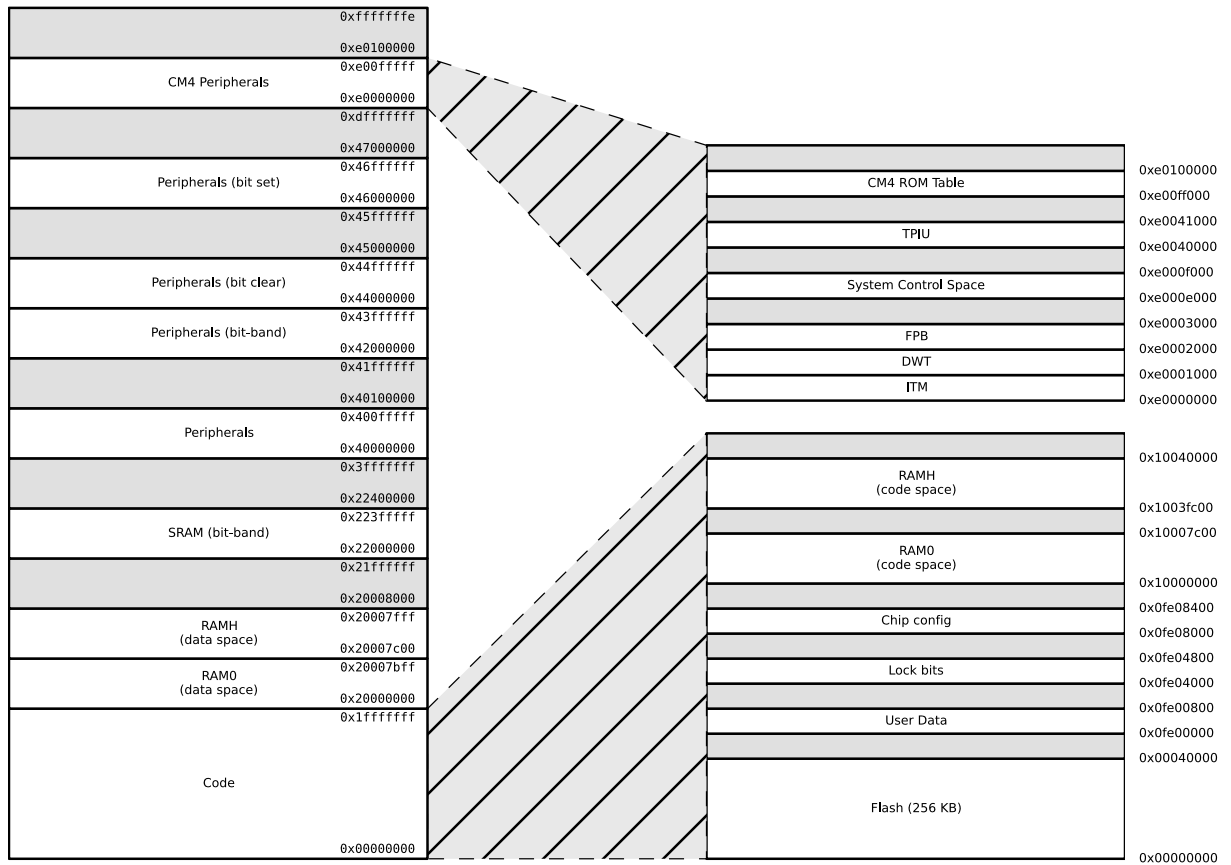 0xfffffffe
0xe0100000
0xe00fffff
CM4 Peripherals
0xe0000000
0xdfffffff
0x47000000
0x46ffffff
Peripherals (bit set)
0x46000000
0x45ffffff
0x45000000
0x44ffffff
Peripherals (bit clear)
0x44000000
0x43ffffff
Peripherals (bit-band)
0x42000000
0x41ffffff
0x40100000
0x400fffff
Peripherals
0x40000000
0x3fffffff
0x22400000
0x223fffff
SRAM (bit-band)
0x22000000
0x21ffffff
0x20008000
0x20007fff
RAMH
(data space)
0x20007c00
0x20007bff
RAM0
(data space)
0x20000000
0x1fffffff
Code
0x00000000
0xe0100000
CM4 ROM Table
0xe00ff000
0xe0041000
TPIU
0xe0040000
0xe000f000
System Control Space
0xe000e000
0xe0003000
FPB
0xe0002000
DWT
0xe0001000
ITM
0xe0000000
0x10040000
RAMH
(code space)
0x1003fc00
0x10007c00
RAM0
(code space)
0x10000000
0x0fe08400
Chip config
0x0fe08000
0x0fe04800
Lock bits
0x0fe04000
0x0fe00800
User Data
0x0fe00000
0x00040000
Flash (256 KB)
0x00000000